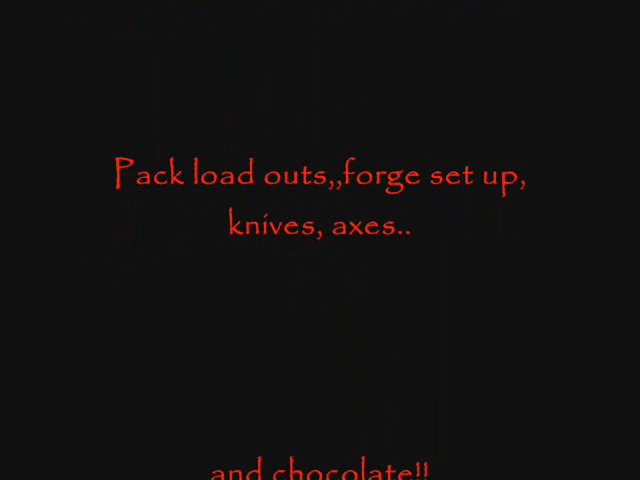 Pack load outs,,forge set up,
knives, axes..
and chocolate!!